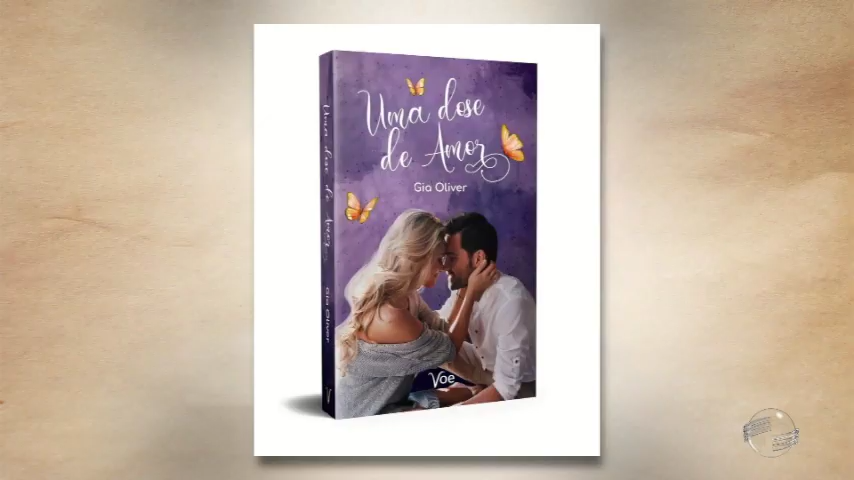 Uma dose
de Amor
Gia Oliver
Voe
Uma dose de Amor
Gia Oliver
V